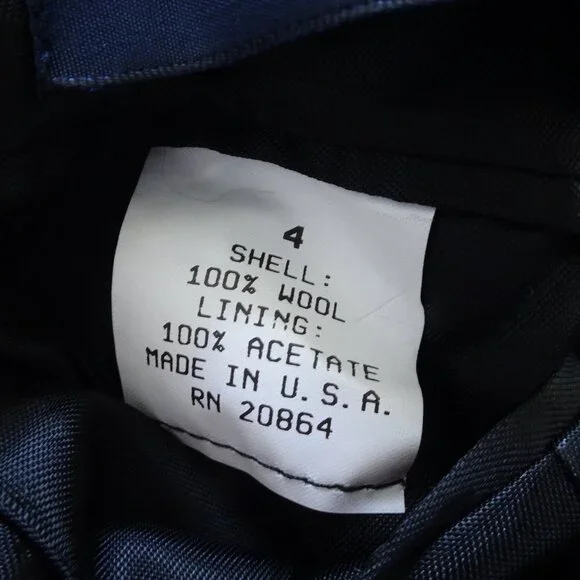 4
SHELL:
100% WOOL
LINING:
100% ACETATE
MADE IN U.S.A.
RN 20864